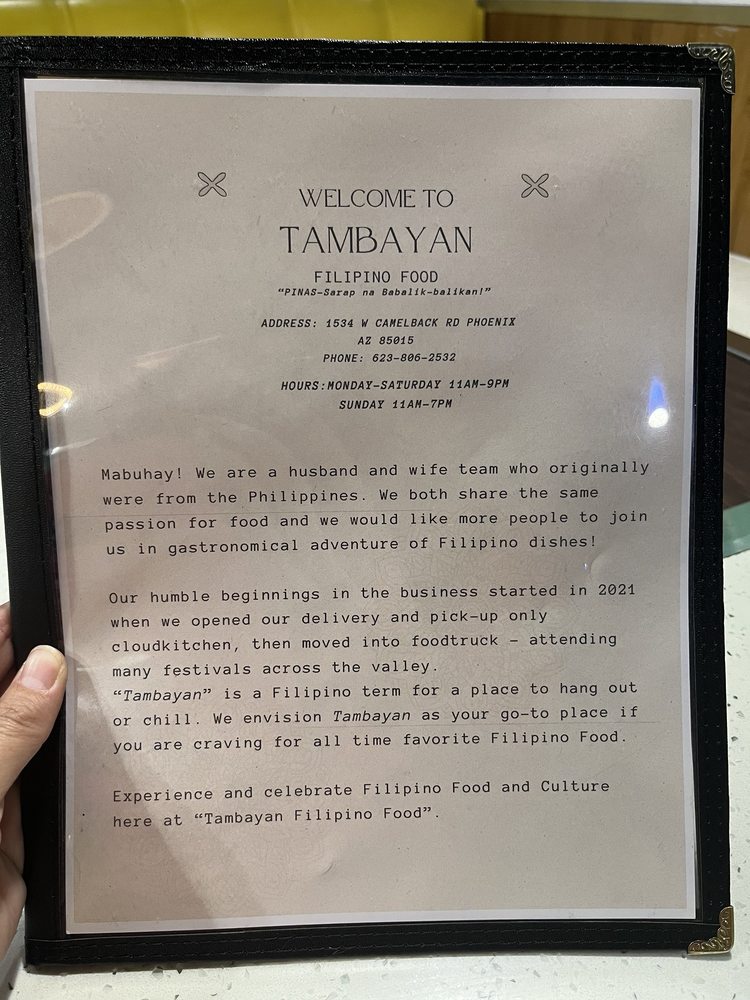 WELCOME TO
TAMBAYAN
FILIPINO FOOD
“PINAS-Sarap na Babalik-balikan!”
ADDRESS: 1534 W CAMELBACK RD PHOENIX
AZ 85015
PHONE: 623-806-2532
HOURS:MONDAY-SATURDAY 11AM-9PM
SUNDAY 11AM-7PM
Mabuhay! We are a husband and wife team who originally
were from the Philippines. We both share the same
passion for food and we would like more people to join
us in gastronomical adventure of Filipino dishes!
Our humble beginnings in the business started in 2021
when we opened our delivery and pick-up only
cloudkitchen, then moved into foodtruck - attending
many festivals across the valley.
“Tambayan” is a Filipino term for a place to hang out
or chill. We envision Tambayan as your go-to place if
you are craving for all time favorite Filipino Food.
Experience and celebrate Filipino Food and Culture
here at “Tambayan Filipino Food”.